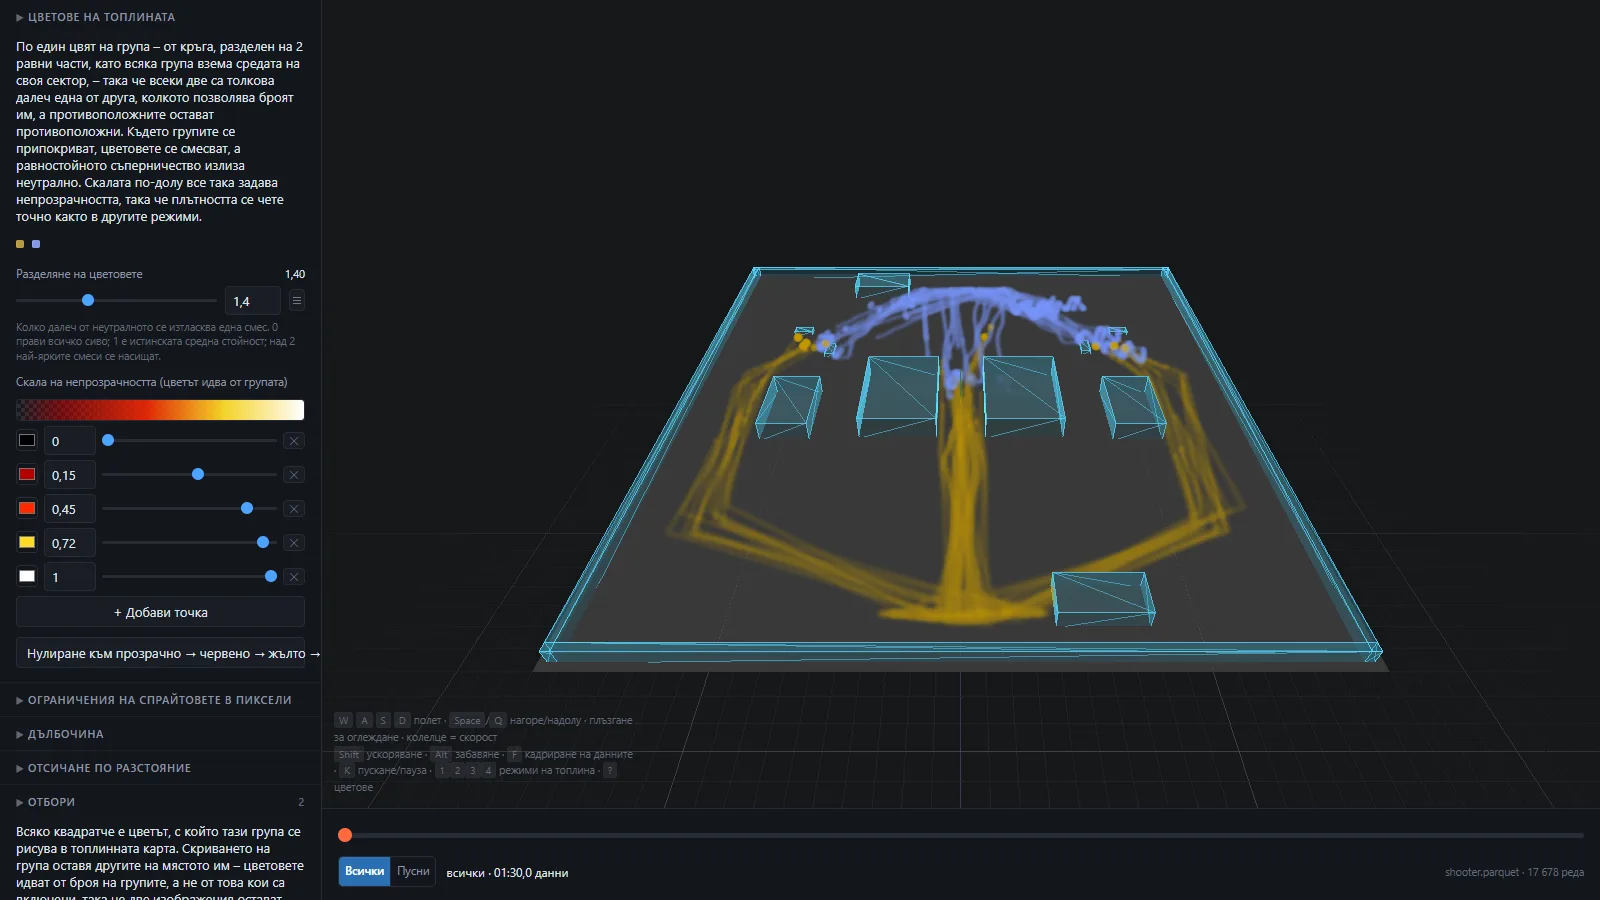 ЦВЕТОВЕ НА ТОПЛИНАТА
По един цвят на група – от кръга, разделен на 2
равни части, като всяка група взема средата на
своя сектор, – така че всеки две са толкова
далеч една от друга, колкото позволява броят
им, а противоположните остават
противоположни. Където групите се
припокриват, цветовете се смесват, а
равностойното съперничество излиза
неутрално. Скалата по-долу все така задава
непрозрачността, така че плътността се чете
точно както в другите режими.
Разделяне на цветовете 1,40
1,4
Колко далеч от неутралното се изтласква една смес. 0
прави всичко сиво; 1 е истинската средна стойност; над 2
най-ярките смеси се насищат.
Скала на непрозрачността (цветът идва от групата)
0
0,15
0,45
0,72
1
+ Добави точка
Нулиране към прозрачно → червено → жълто →
ОГРАНИЧЕНИЯ НА СПРАЙТОВЕТЕ В ПИКСЕЛИ
ДЪЛБОЧИНА
ОТСИЧАНЕ ПО РАЗСТОЯНИЕ
ОТБОРИ 2
Всяко квадратче е цветът, с който тази група се
рисува в топлинната карта. Скриването на
група оставя другите на мястото им – цветовете
идват от броя на групите, а не от това кои са
включени, така че две изображения остават
W A S D полет · Space / Q нагоре/надолу · плъзгане
за оглеждане · колелце = скорост
Shift ускоряване · Alt забавяне · F кадриране на данните
· K пускане/пауза · 1 2 3 4 режими на топлина · ?
цветове
Всички Пусни всички · 01:30,0 данни
shooter.parquet · 17 678 реда